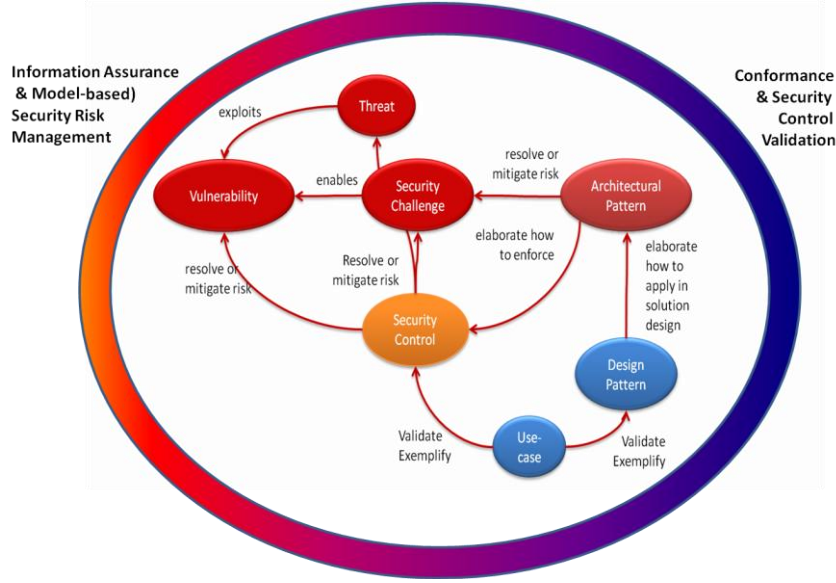 Information Assurance
& Model-based)
Security Risk
Management
Conformance
& Security
Control
Validation
Threat
exploits
resolve or
mitigate risk
Vulnerability
enables
Security
Challenge
Architectural
Pattern
elaborate how
to enforce
elaborate
how to
apply in
solution
design
resolve or
mitigate risk
Resolve or
mitigate risk
Security
Control
Design
Pattern
Validate
Exemplify
Use-
case
Validate
Exemplify